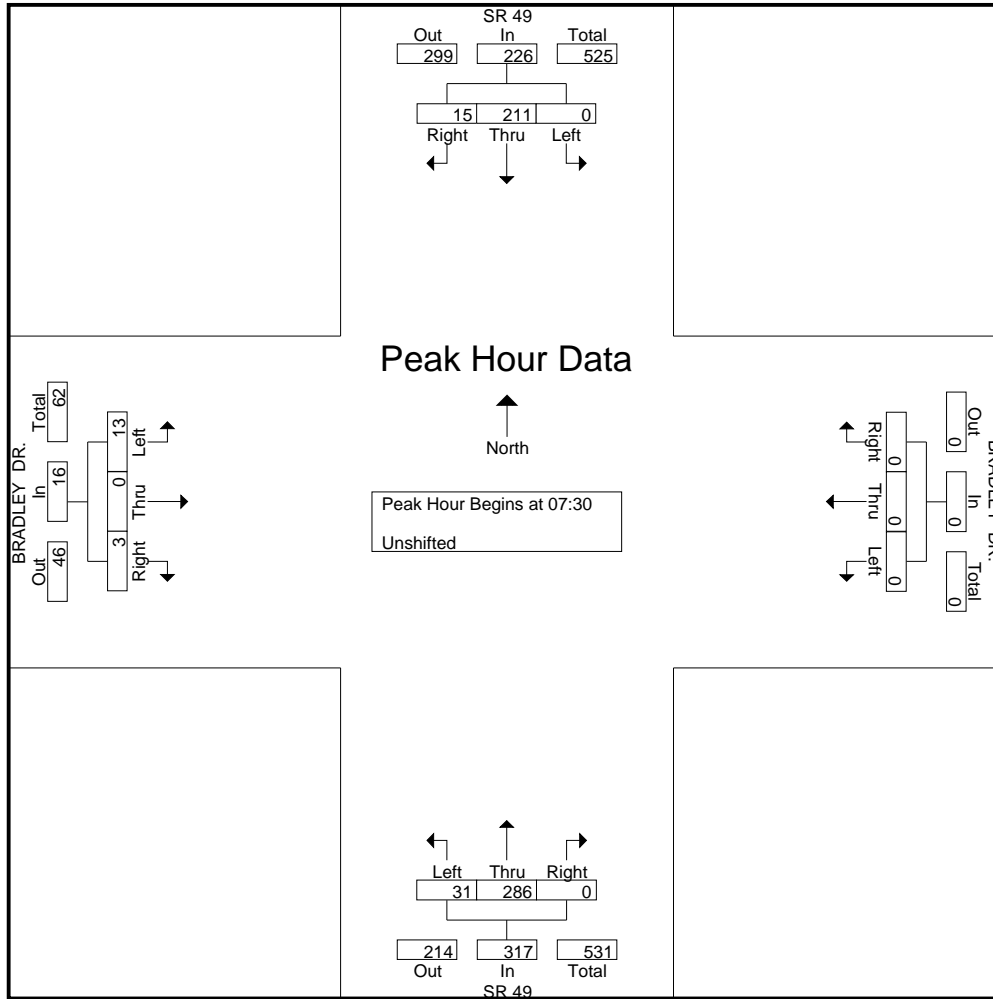 SR 49
Out In Total
299 226 525
15 211 0
Right Thru Left
Peak Hour Data
North
Peak Hour Begins at 07:30
Unshifted
BRADLEY DR.
Total In Out
62 16 46
13 0 3
Left Thru Right
BRADLEY DR.
Out In Total
0 0 0
0 0 0
Right Thru Left
Left Thru Right
31 286 0
214 317 531
Out In Total
SR 49